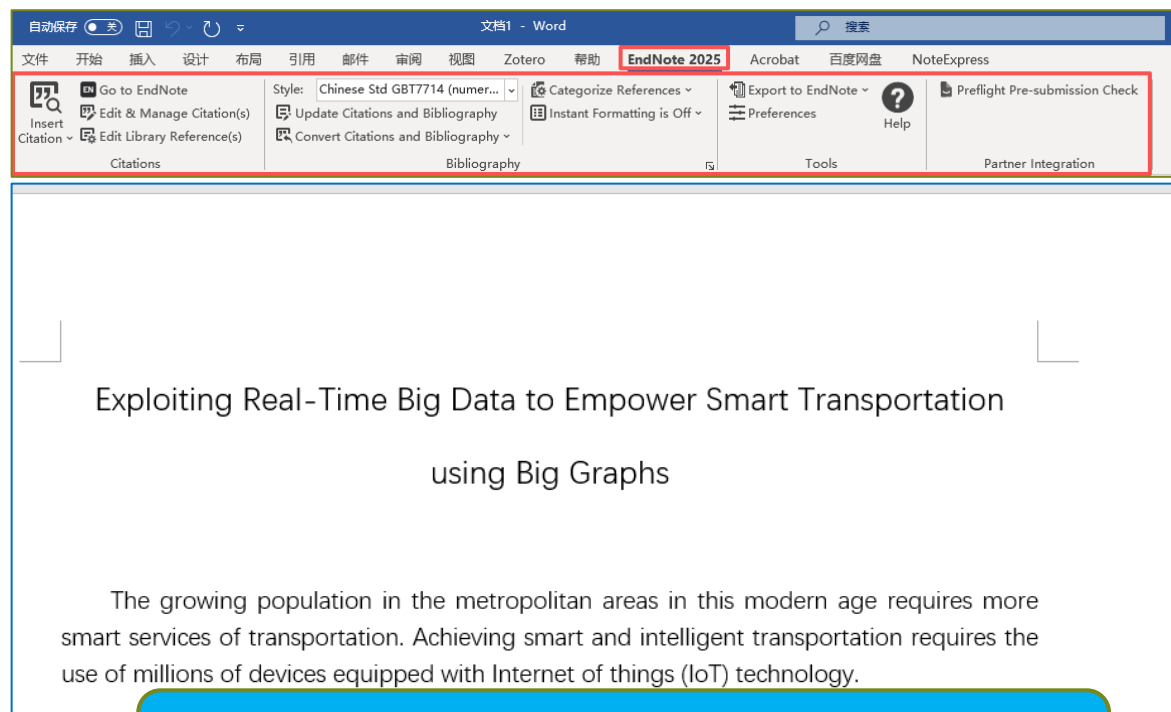 自动保存 关 文档1 - Word 搜索
文件 开始 插入 设计 布局 引用 邮件 审阅 视图 Zotero 帮助 EndNote 2025 Acrobat 百度网盘 NoteExpress
Insert Citation
EN Go to EndNote
Edit & Manage Citation(s)
Edit Library Reference(s)
Citations
Style: Chinese Std GBT7714 (numer...
Update Citations and Bibliography
Convert Citations and Bibliography
Categorize References
Instant Formatting is Off
Bibliography
Export to EndNote
Preferences
Help
Tools
Preflight Pre-submission Check
Partner Integration
Exploiting Real-Time Big Data to Empower Smart Transportation
using Big Graphs
The growing population in the metropolitan areas in this modern age requires more
smart services of transportation. Achieving smart and intelligent transportation requires the
use of millions of devices equipped with Internet of things (IoT) technology.